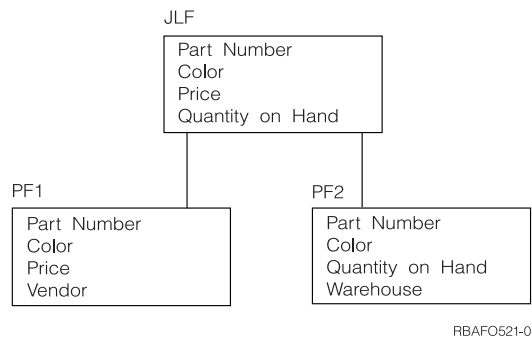 JLF
Part Number
Color
Price
Quantity on Hand
PF1
Part Number
Color
Price
Vendor
PF2
Part Number
Color
Quantity on Hand
Warehouse
RBAFO521-0